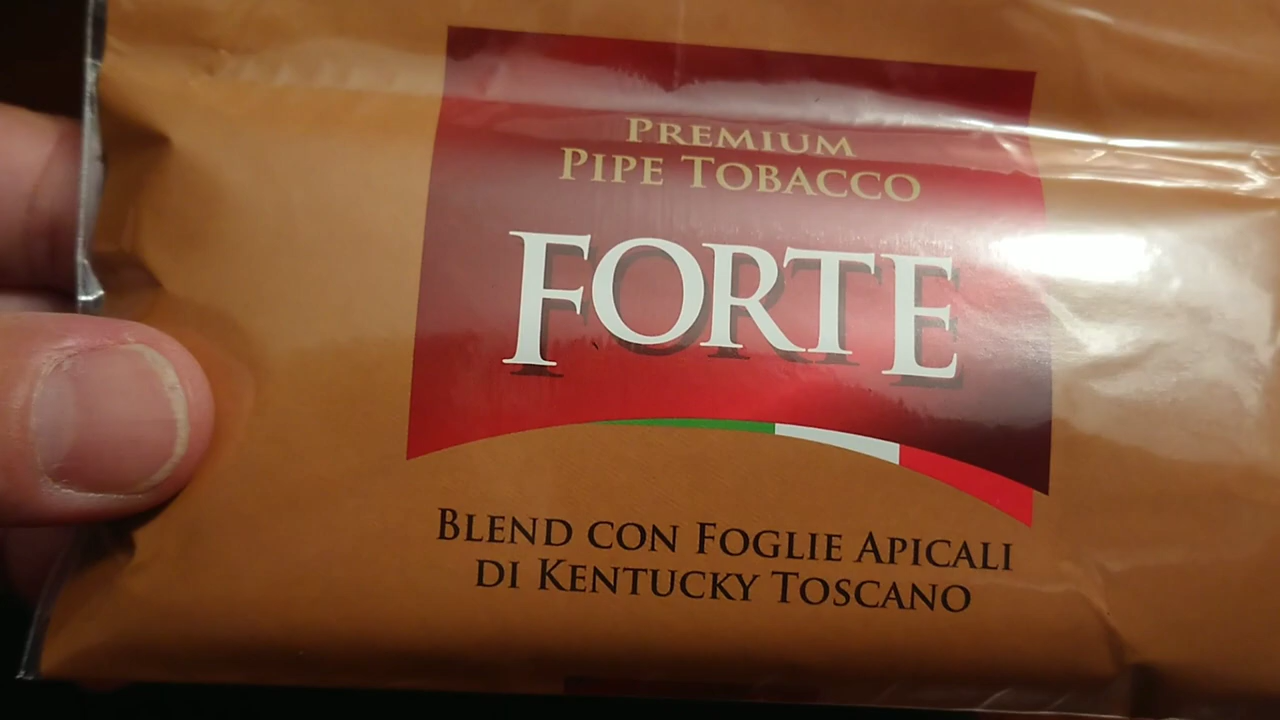 PREMIUM
PIPE TOBACCO
FORTE
BLEND CON FOGLIE APICALI
DI KENTUCKY TOSCANO